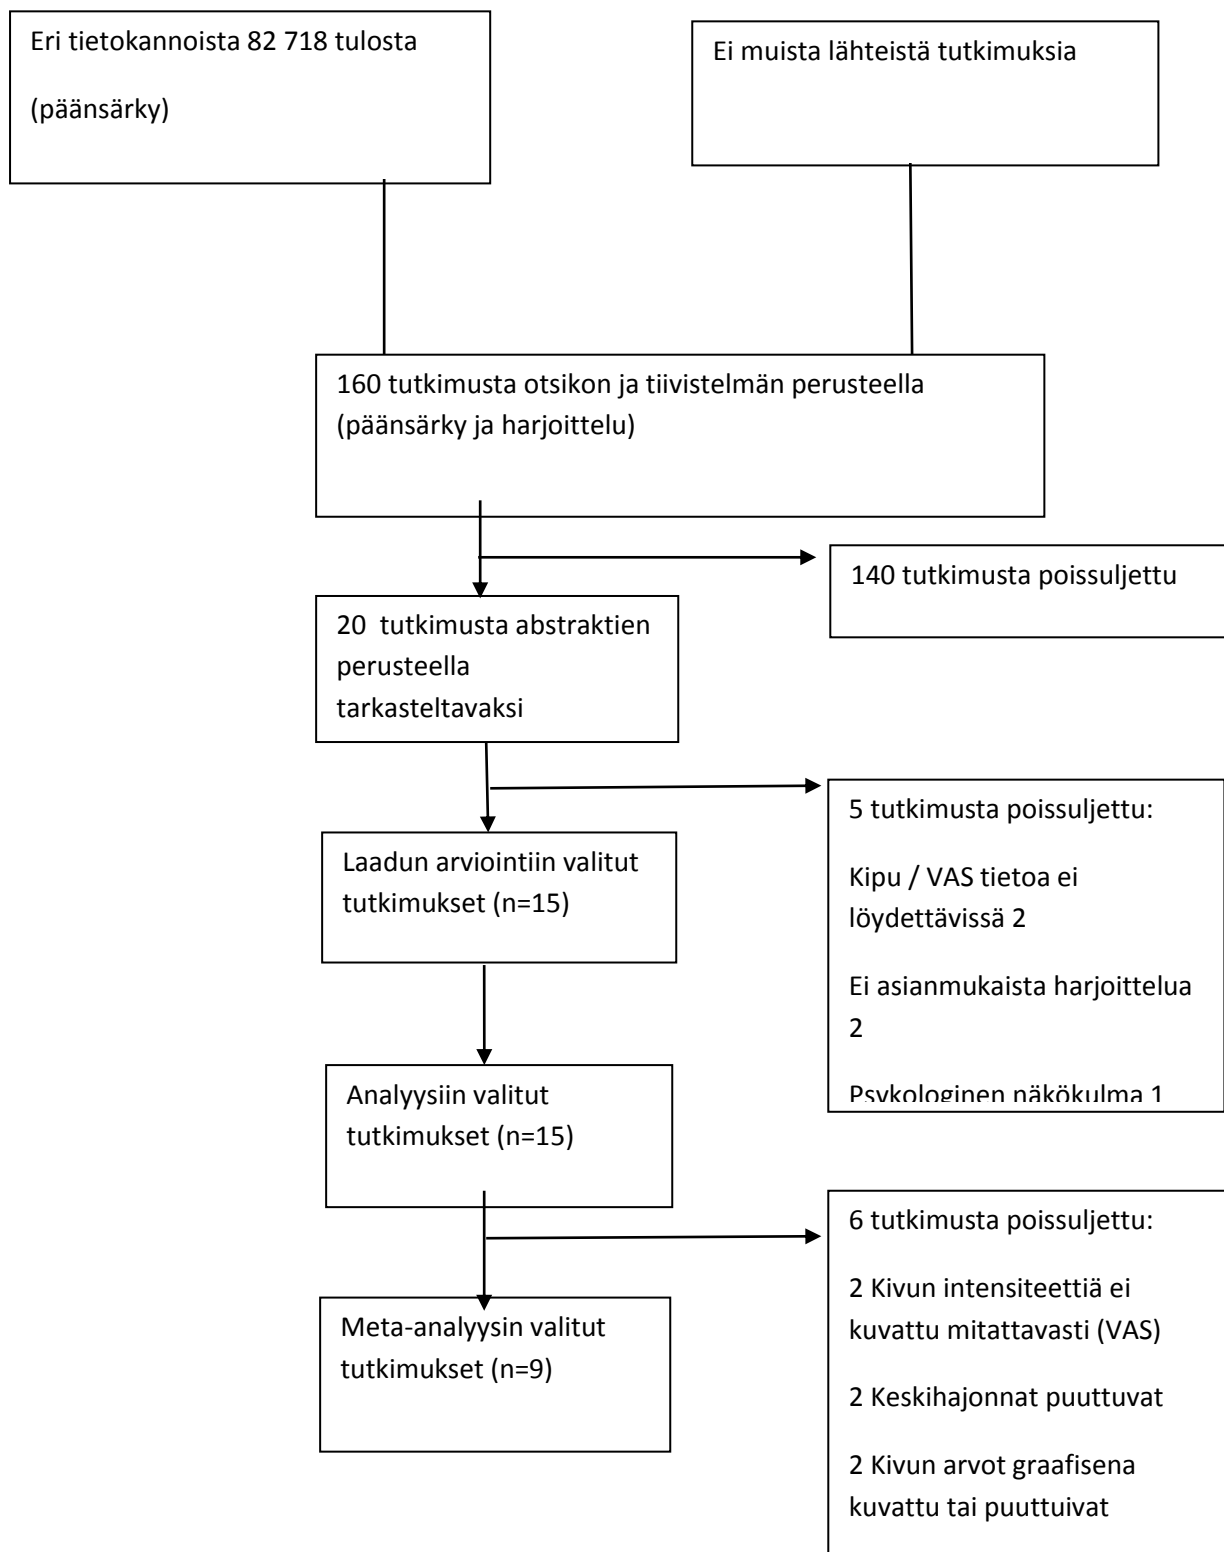 Eri tietokannoista 82 718 tulosta
(päänsärky)
Ei muista lähteistä tutkimuksia
160 tutkimusta otsikon ja tiivistelmän perusteella
(päänsärky ja harjoittelu)
140 tutkimusta poissuljettu
20 tutkimusta abstraktien
perusteella
tarkasteltavaksi
5 tutkimusta poissuljettu:
Kipu / VAS tietoa ei
löydettävissä 2
Ei asianmukaista harjoittelua
2
Psykologinen näkökulma 1
Laadun arviointiin valitut
tutkimukset (n=15)
Analyysiin valitut
tutkimukset (n=15)
6 tutkimusta poissuljettu:
2 Kivun intensiteettiä ei
kuvattu mitattavasti (VAS)
2 Keskihajonnat puuttuvat
2 Kivun arvot graafisena
kuvattu tai puuttuivat
Meta-analyysin valitut
tutkimukset (n=9)